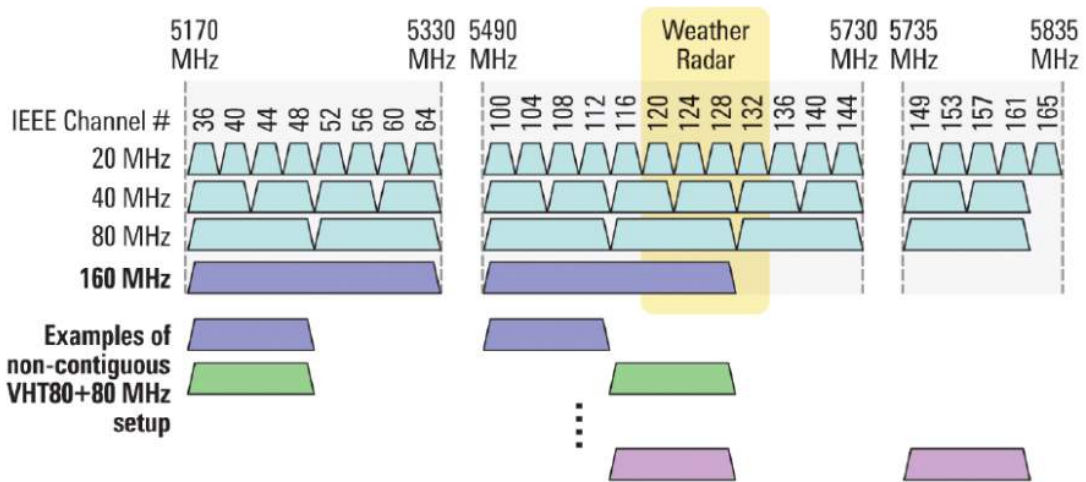 5170 MHz 5330 MHz 5490 MHz Weather Radar 5730 MHz 5735 MHz 5835 MHz
IEEE Channel # 36 40 44 48 52 56 60 64 100 104 108 112 116 120 124 128 132 136 140 144 149 153 157 161 165
20 MHz
40 MHz
80 MHz
160 MHz
Examples of
non-contiguous
VHT80+80 MHz
setup